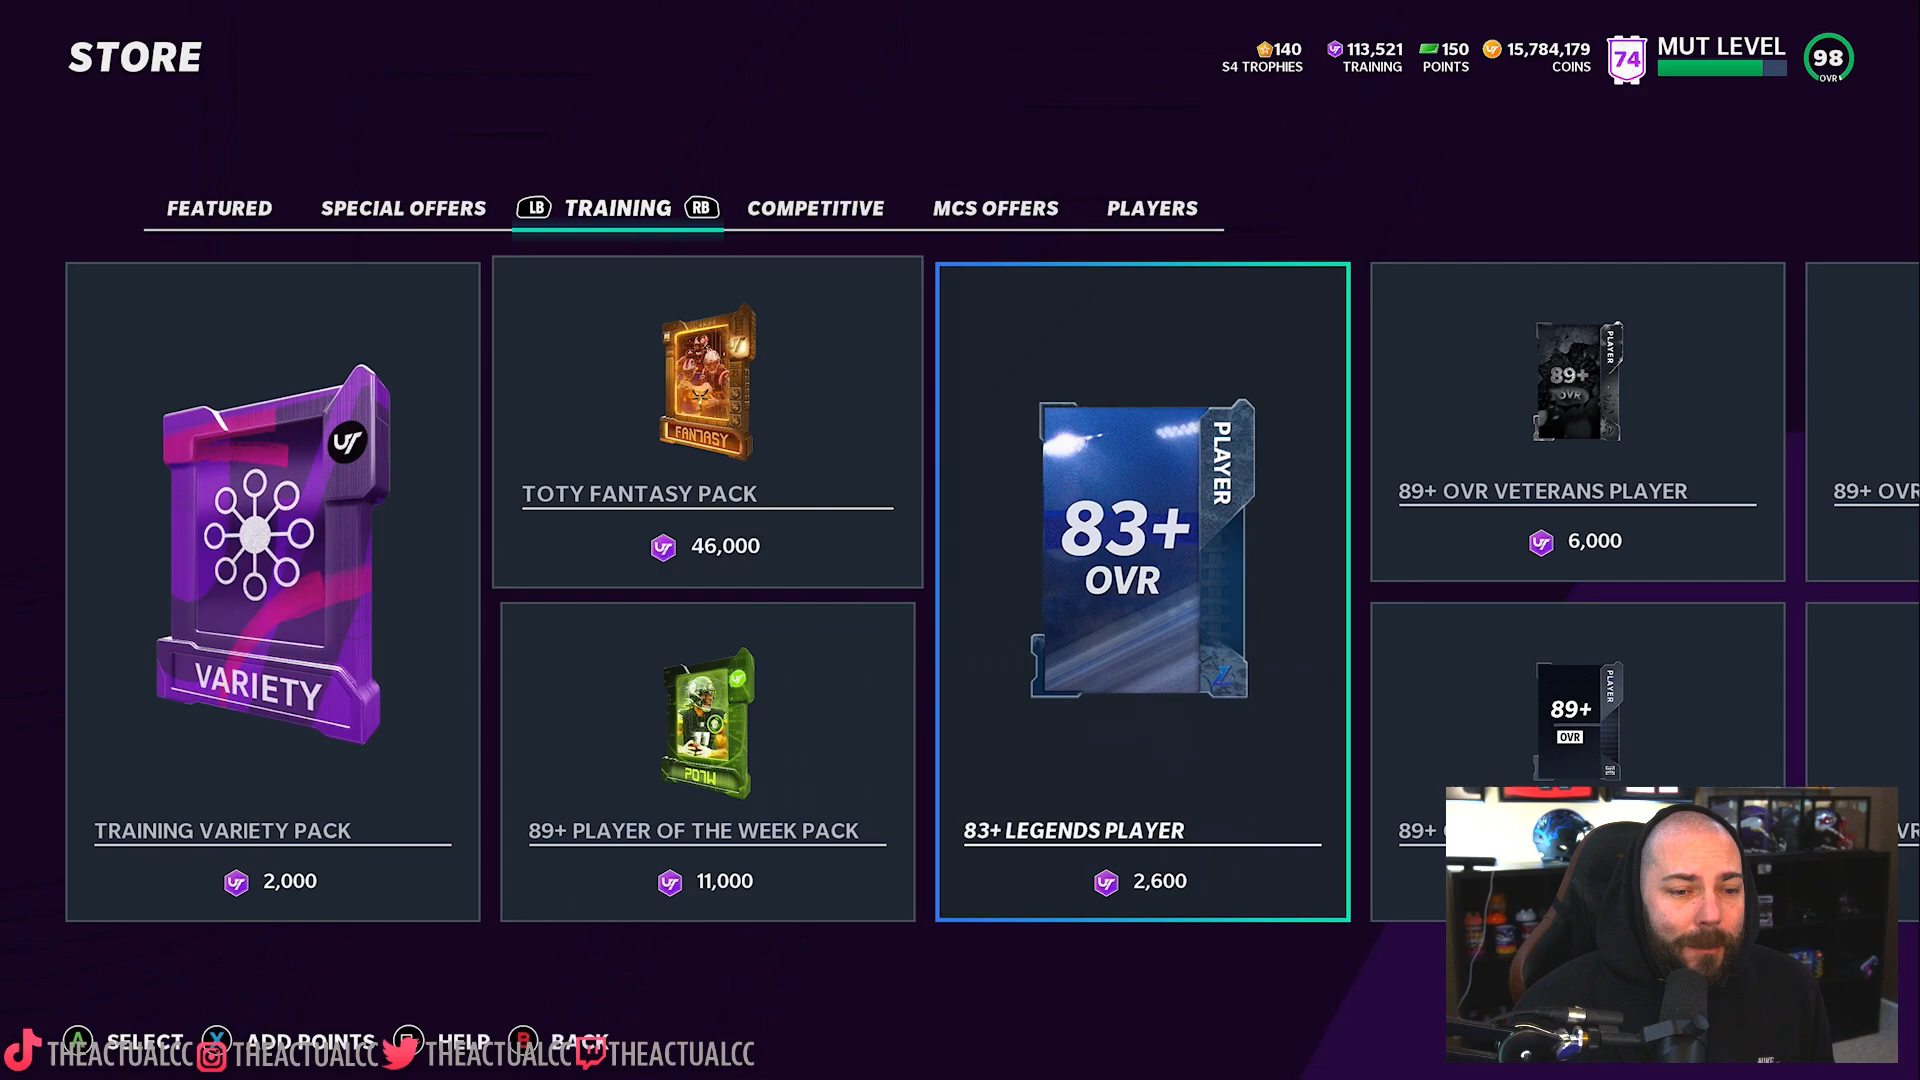 STORE
140
S4 TROPHIES
113,521
TRAINING
150
POINTS
15,784,179
COINS
74
MUT LEVEL
98
OVR
FEATURED
SPECIAL OFFERS
LB
TRAINING
RB
COMPETITIVE
MCS OFFERS
PLAYERS
VARIETY
TRAINING VARIETY PACK
2,000
FANTASY
TOTY FANTASY PACK
46,000
POTW
89+ PLAYER OF THE WEEK PACK
11,000
PLAYER
83+
OVR
83+ LEGENDS PLAYER
2,600
PLAYER
89+
OVR
89+ OVR VETERANS PLAYER
6,000
PLAYER
89+
OVR
89+
89+ OVR
A SELECT
X ADD POINTS
HELP
B BACK
THEACTUALCC
THEACTUALCC
THEACTUALCC
THEACTUALCC